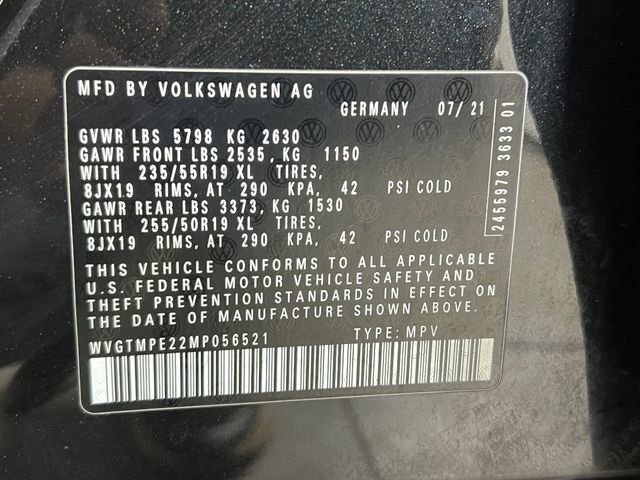 MFD BY VOLKSWAGEN AG
GERMANY 07/21
GVWR LBS 5798 KG 2630
GAWR FRONT LBS 2535, KG 1150
WITH 235/55R19 XL TIRES,
8JX19 RIMS, AT 290 KPA, 42 PSI COLD
GAWR REAR LBS 3373, KG 1530
WITH 255/50R19 XL TIRES,
8JX19 RIMS, AT 290 KPA, 42 PSI COLD
THIS VEHICLE CONFORMS TO ALL APPLICABLE
U.S. FEDERAL MOTOR VEHICLE SAFETY AND
THEFT PREVENTION STANDARDS IN EFFECT ON
THE DATE OF MANUFACTURE SHOWN ABOVE.
WVGTMPE22MP056521 TYPE: MPV
2455979 3633 01